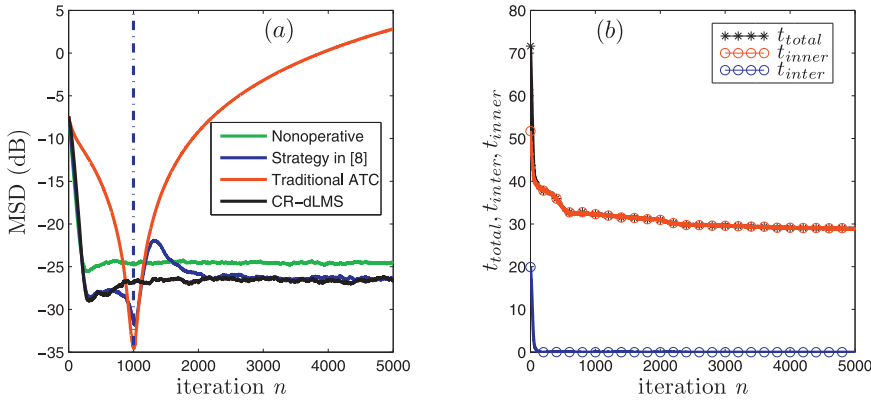 (a)
MSD (dB)
5
0
−5
−10
−15
−20
−25
−30
−35
Nonoperative
Strategy in [8]
Traditional ATC
CR−dLMS
0 1000 2000 3000 4000 5000
iteration n
(b)
t_total, t_inter, t_inner
80
70
60
50
40
30
20
10
0
t_total
t_inner
t_inter
0 1000 2000 3000 4000 5000
iteration n